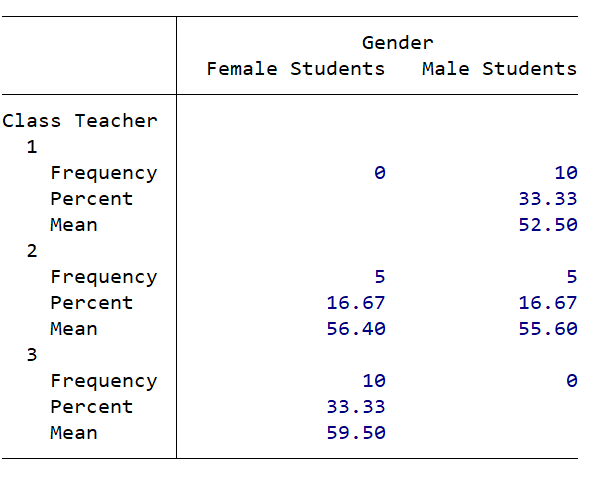 Gender
Female Students Male Students
Class Teacher
1
Frequency 0 10
Percent 33.33
Mean 52.50
2
Frequency 5 5
Percent 16.67 16.67
Mean 56.40 55.60
3
Frequency 10 0
Percent 33.33
Mean 59.50